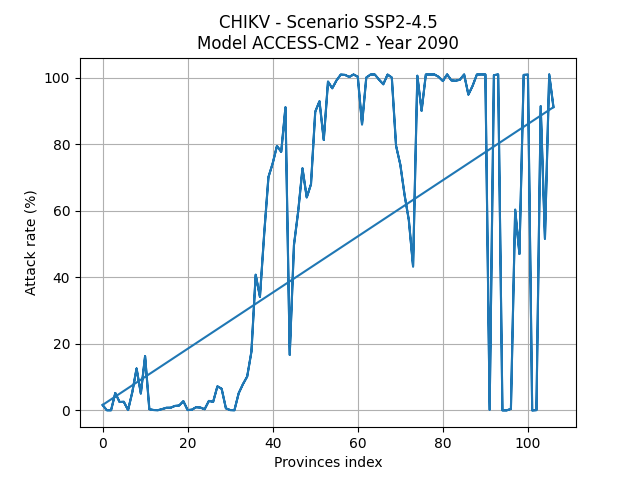 CHIKV - Scenario SSP2-4.5
Model ACCESS-CM2 - Year 2090
100
80
60
40
20
0
Attack rate (%)
0 20 40 60 80 100
Provinces index